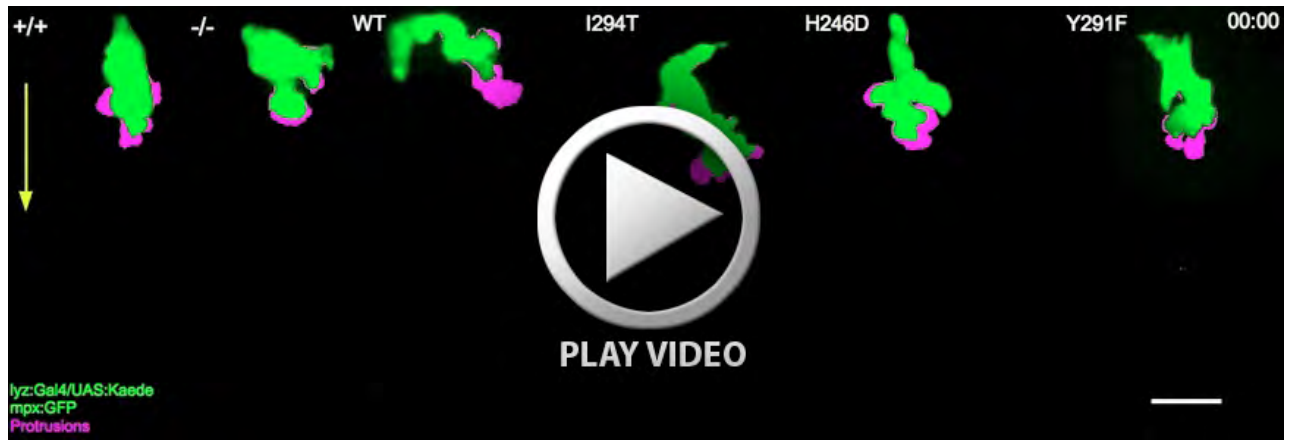 +/+ -/- WT I294T H246D Y291F 00:00
PLAY VIDEO
lyz:Gal4/UAS:Kaede
mpx:GFP
Protrusions